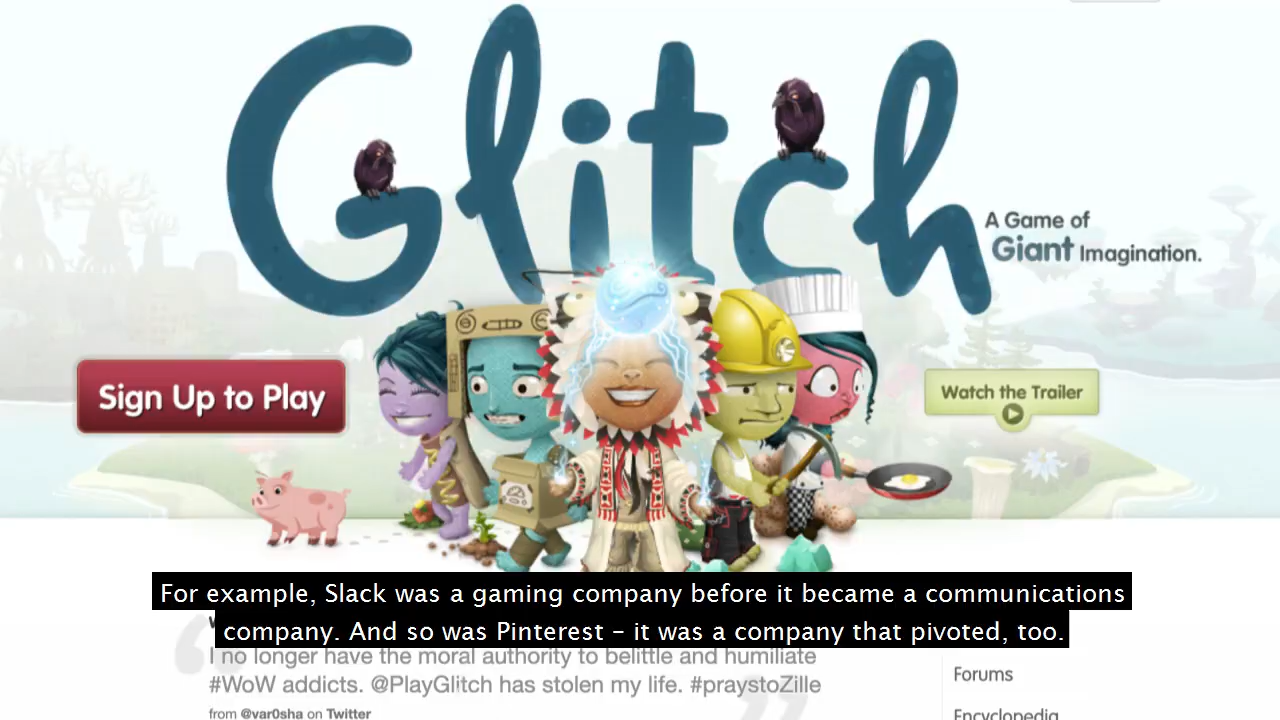 Glitch
A Game of
Giant Imagination.
Sign Up to Play
Watch the Trailer
For example, Slack was a gaming company before it became a communications
company. And so was Pinterest – it was a company that pivoted, too.
I no longer have the moral authority to belittle and humiliate
#WoW addicts. @PlayGlitch has stolen my life. #praystoZille
from @var0sha on Twitter
Forums
Encyclopedia